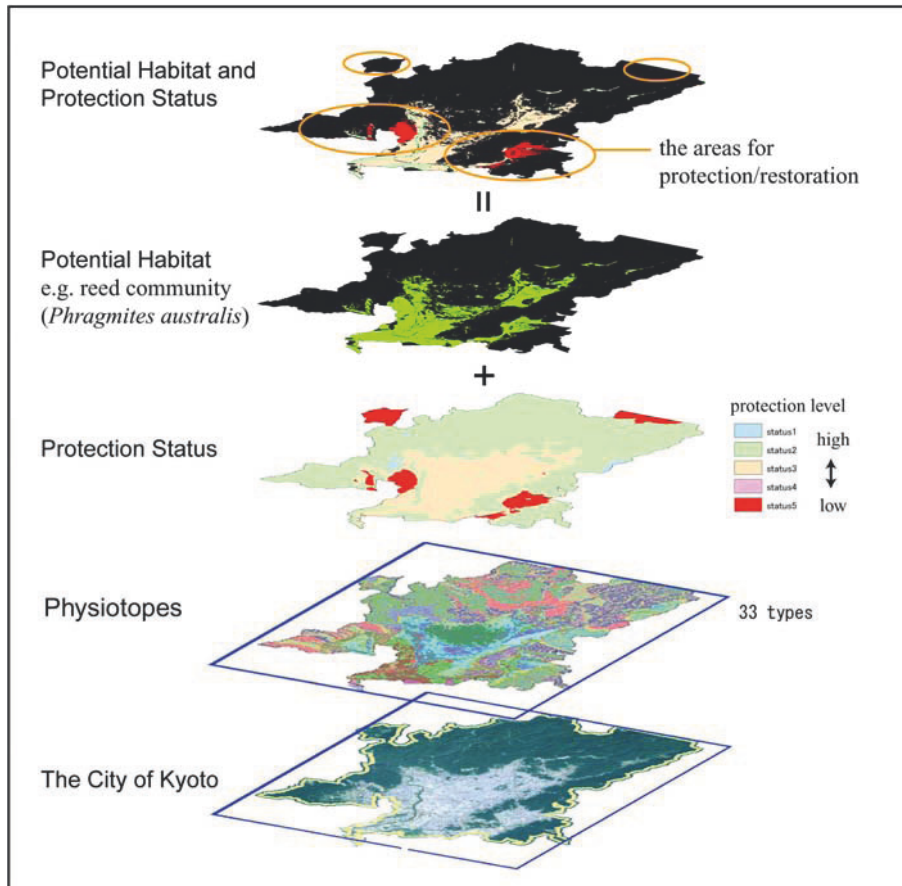 Potential Habitat and
Protection Status
the areas for
protection/restoration
=
Potential Habitat
e.g. reed community
(Phragmites australis)
+
Protection Status
protection level
status1
status2
status3
status4
status5
high
low
Physiotopes
33 types
The City of Kyoto